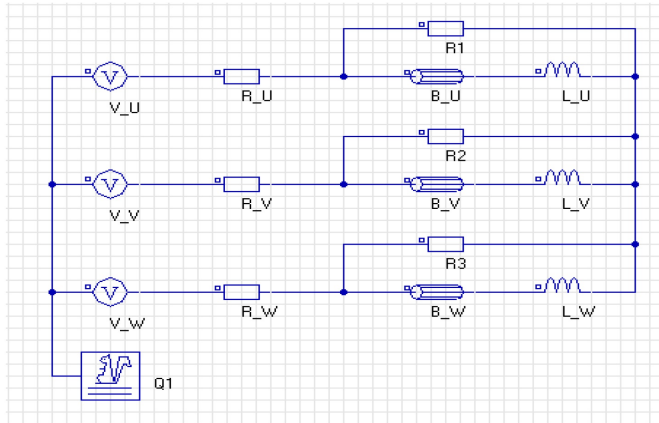 R1
V
V_U
R_U
B_U
L_U
R2
V
V_V
R_V
B_V
L_V
R3
V
V_W
R_W
B_W
L_W
Q1